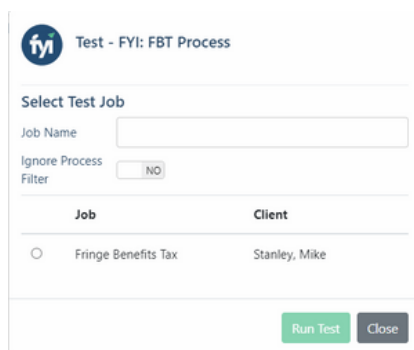 fyi
Test - FYI: FBT Process
Select Test Job
Job Name
Ignore Process
Filter
NO
Job Client
Fringe Benefits Tax Stanley, Mike
Run Test Close